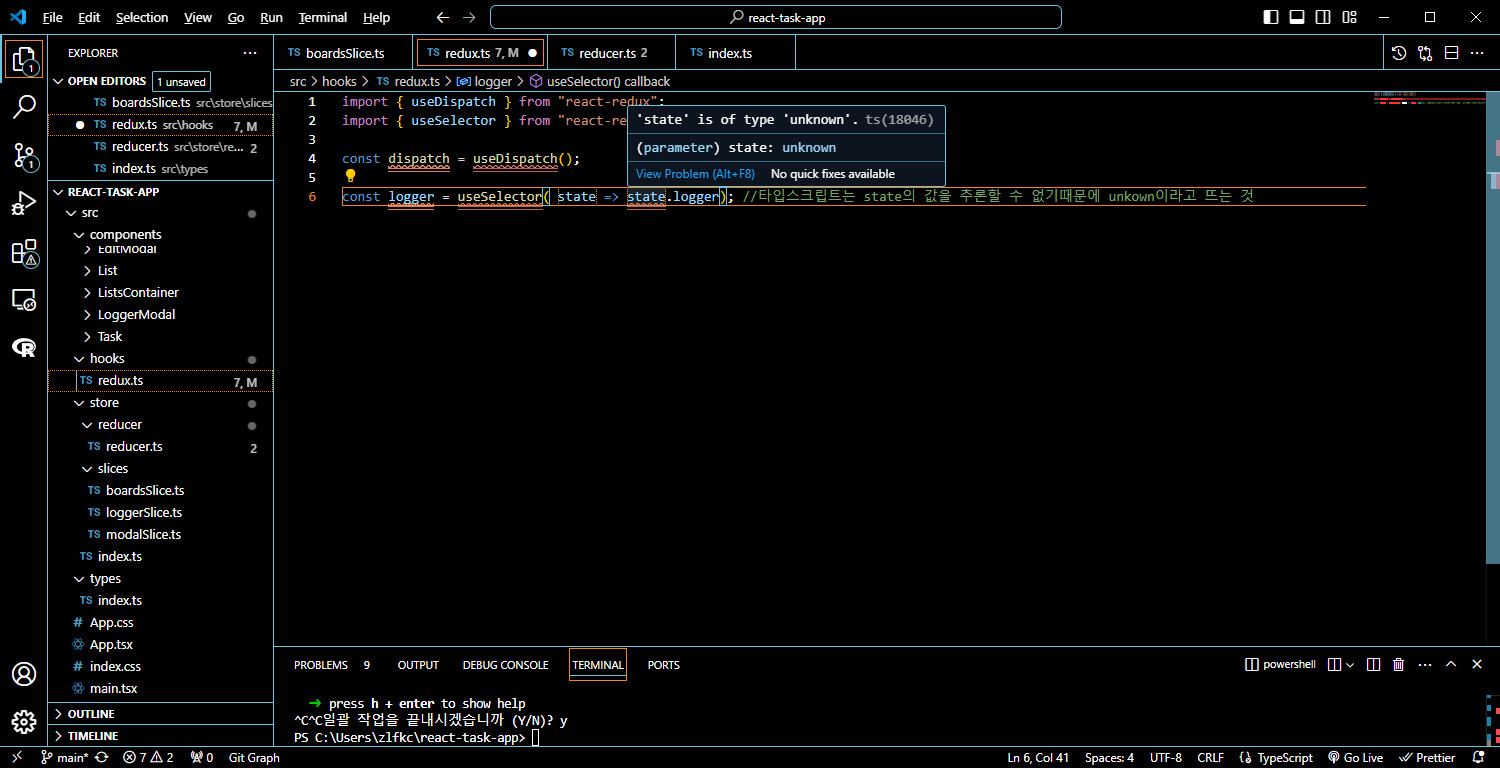 File Edit Selection View Go Run Terminal Help
react-task-app
EXPLORER
OPEN EDITORS 1 unsaved
TS boardsSlice.ts src\store\slices
TS redux.ts src\hooks 7, M
TS reducer.ts src\store\re... 2
TS index.ts src\types
REACT-TASK-APP
src
components
EditModal
List
ListsContainer
LoggerModal
Task
hooks
TS redux.ts 7, M
store
reducer
TS reducer.ts 2
slices
TS boardsSlice.ts
TS loggerSlice.ts
TS modalSlice.ts
TS index.ts
types
TS index.ts
# App.css
App.tsx
# index.css
main.tsx
OUTLINE
TIMELINE
TS boardsSlice.ts TS redux.ts 7, M TS reducer.ts 2 TS index.ts
src > hooks > TS redux.ts > logger > useSelector() callback
1 import { useDispatch } from "react-redux";
2 import { useSelector } from "react-re
3
4 const dispatch = useDispatch();
5
6 const logger = useSelector( state => state.logger); //타입스크립트는 state의 값을 추론할 수 없기때문에 unkown이라고 뜨는 것
'state' is of type 'unknown'. ts(18046)
(parameter) state: unknown
View Problem (Alt+F8) No quick fixes available
PROBLEMS 9 OUTPUT DEBUG CONSOLE TERMINAL PORTS
powershell
➜ press h + enter to show help
^C^C일괄 작업을 끝내시겠습니까 (Y/N)? y
PS C:\Users\zlfkc\react-task-app>
main* 7 2 0 Git Graph
Ln 6, Col 41 Spaces: 4 UTF-8 CRLF {} TypeScript Go Live Prettier